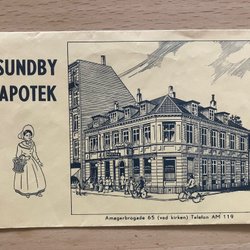 SUNDBY
APOTEK
Amagerbrogade 65 (ved kirken) Telefon AM 119